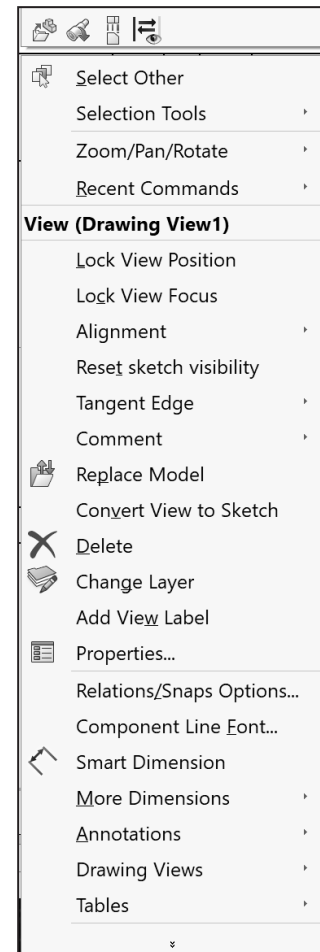 Select Other
Selection Tools
Zoom/Pan/Rotate
Recent Commands
View (Drawing View1)
Lock View Position
Lock View Focus
Alignment
Reset sketch visibility
Tangent Edge
Comment
Replace Model
Convert View to Sketch
Delete
Change Layer
Add View Label
Properties...
Relations/Snaps Options...
Component Line Font...
Smart Dimension
More Dimensions
Annotations
Drawing Views
Tables